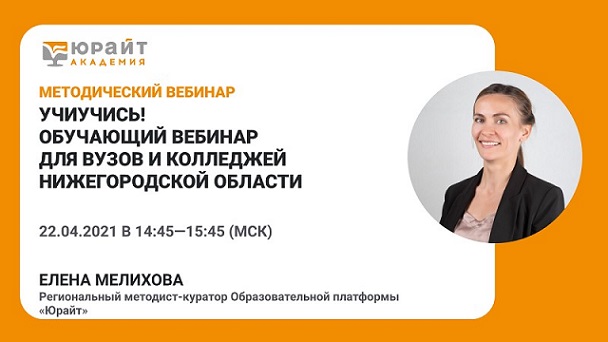 ЮРАЙТ
АКАДЕМИЯ
МЕТОДИЧЕСКИЙ ВЕБИНАР
УЧИУЧИСЬ!
ОБУЧАЮЩИЙ ВЕБИНАР
ДЛЯ ВУЗОВ И КОЛЛЕДЖЕЙ
НИЖЕГОРОДСКОЙ ОБЛАСТИ
22.04.2021 В 14:45—15:45 (МСК)
ЕЛЕНА МЕЛИХОВА
Региональный методист-куратор Образовательной платформы
«Юрайт»